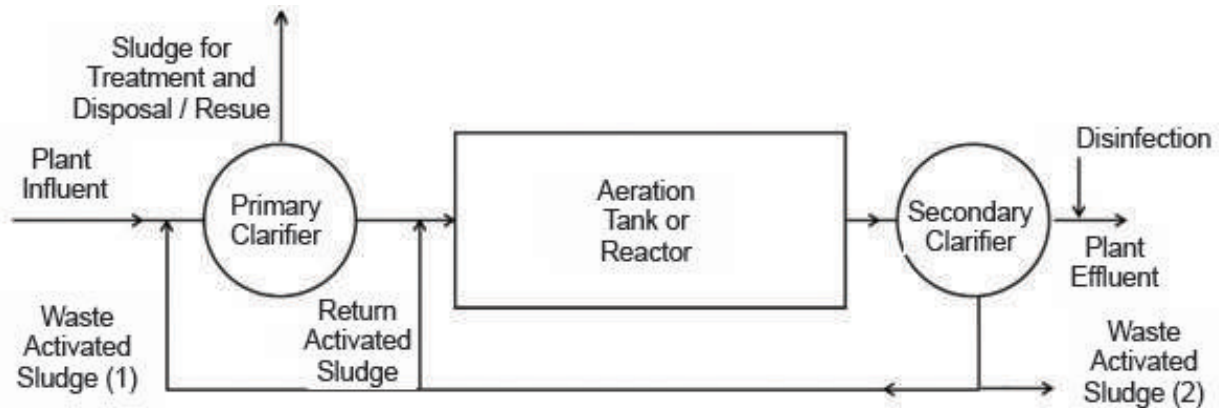 Sludge for
Treatment and
Disposal / Resue
Plant
Influent
Primary
Clarifier
Aeration
Tank or
Reactor
Secondary
Clarifier
Disinfection
Plant
Effluent
Waste
Activated
Sludge (1)
Return
Activated
Sludge
Waste
Activated
Sludge (2)